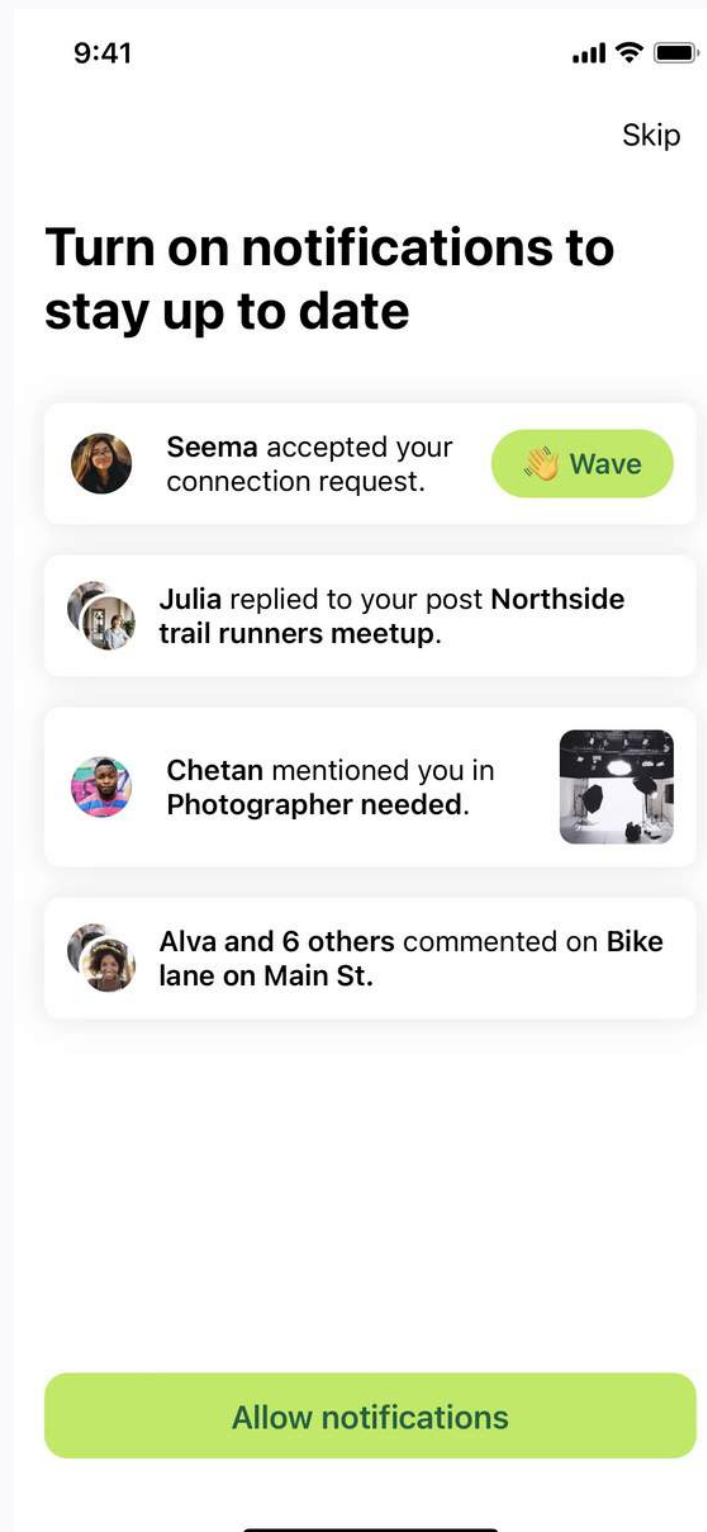 9:41
Skip
Turn on notifications to
stay up to date
Seema accepted your
connection request.
👋 Wave
Julia replied to your post Northside
trail runners meetup.
Chetan mentioned you in
Photographer needed.
Alva and 6 others commented on Bike
lane on Main St.
Allow notifications